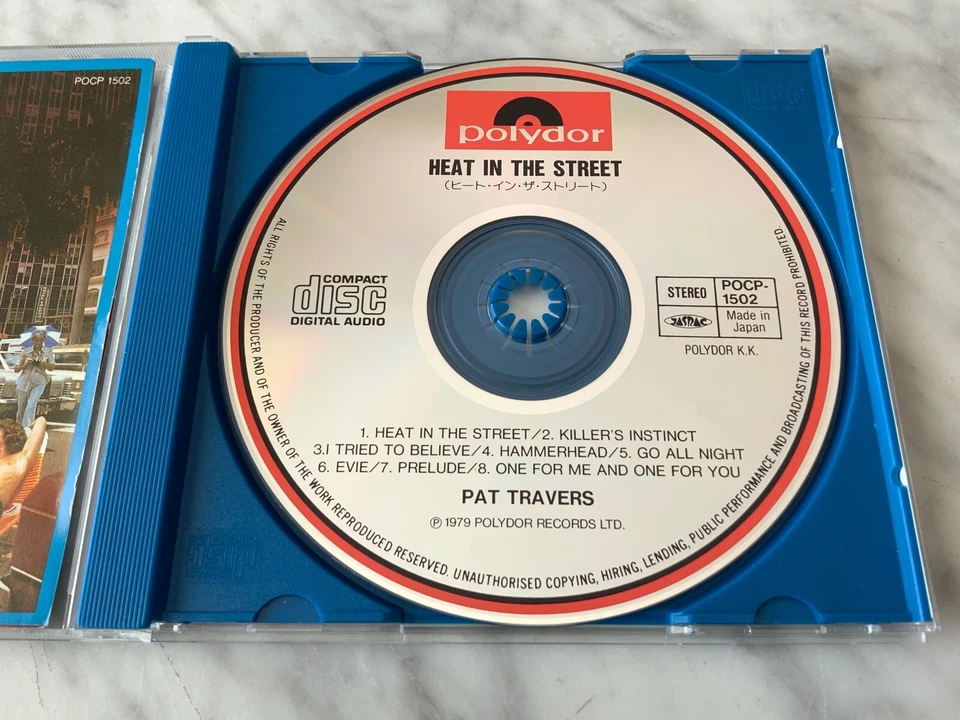 POCP 1502
polydor
HEAT IN THE STREET
(ヒート・イン・ザ・ストリート)
COMPACT
disc
DIGITAL AUDIO
STEREO
POCP-
1502
JASRAC
Made in
Japan
POLYDOR K.K.
1. HEAT IN THE STREET/2. KILLER'S INSTINCT
3.I TRIED TO BELIEVE/4. HAMMERHEAD/5. GO ALL NIGHT
6. EVIE/7. PRELUDE/8. ONE FOR ME AND ONE FOR YOU
PAT TRAVERS
℗ 1979 POLYDOR RECORDS LTD.
ALL RIGHTS OF THE PRODUCER AND OF THE OWNER OF THE WORK REPRODUCED RESERVED. UNAUTHORISED COPYING, HIRING, LENDING, PUBLIC PERFORMANCE AND BROADCASTING OF THIS RECORD PROHIBITED.